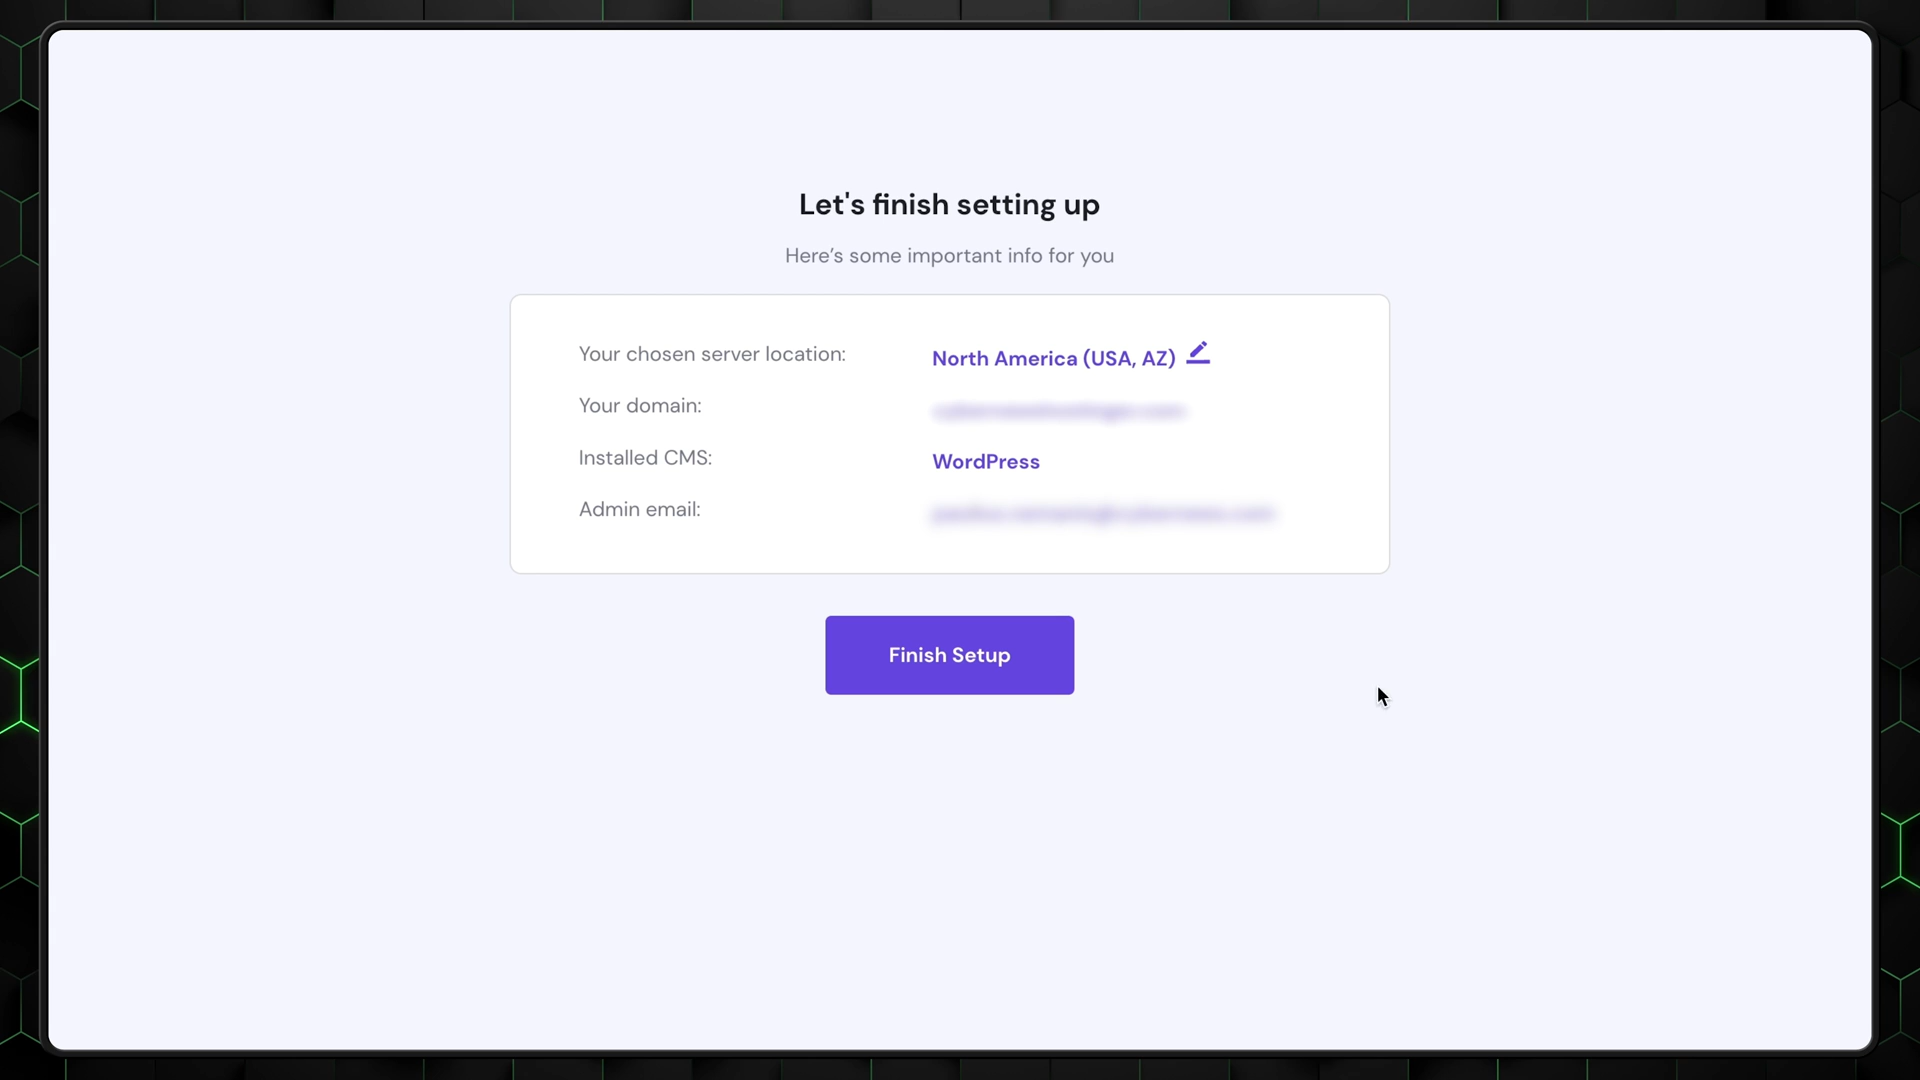 Let's finish setting up
Here’s some important info for you
Your chosen server location: North America (USA, AZ)
Your domain:
Installed CMS: WordPress
Admin email:
Finish Setup